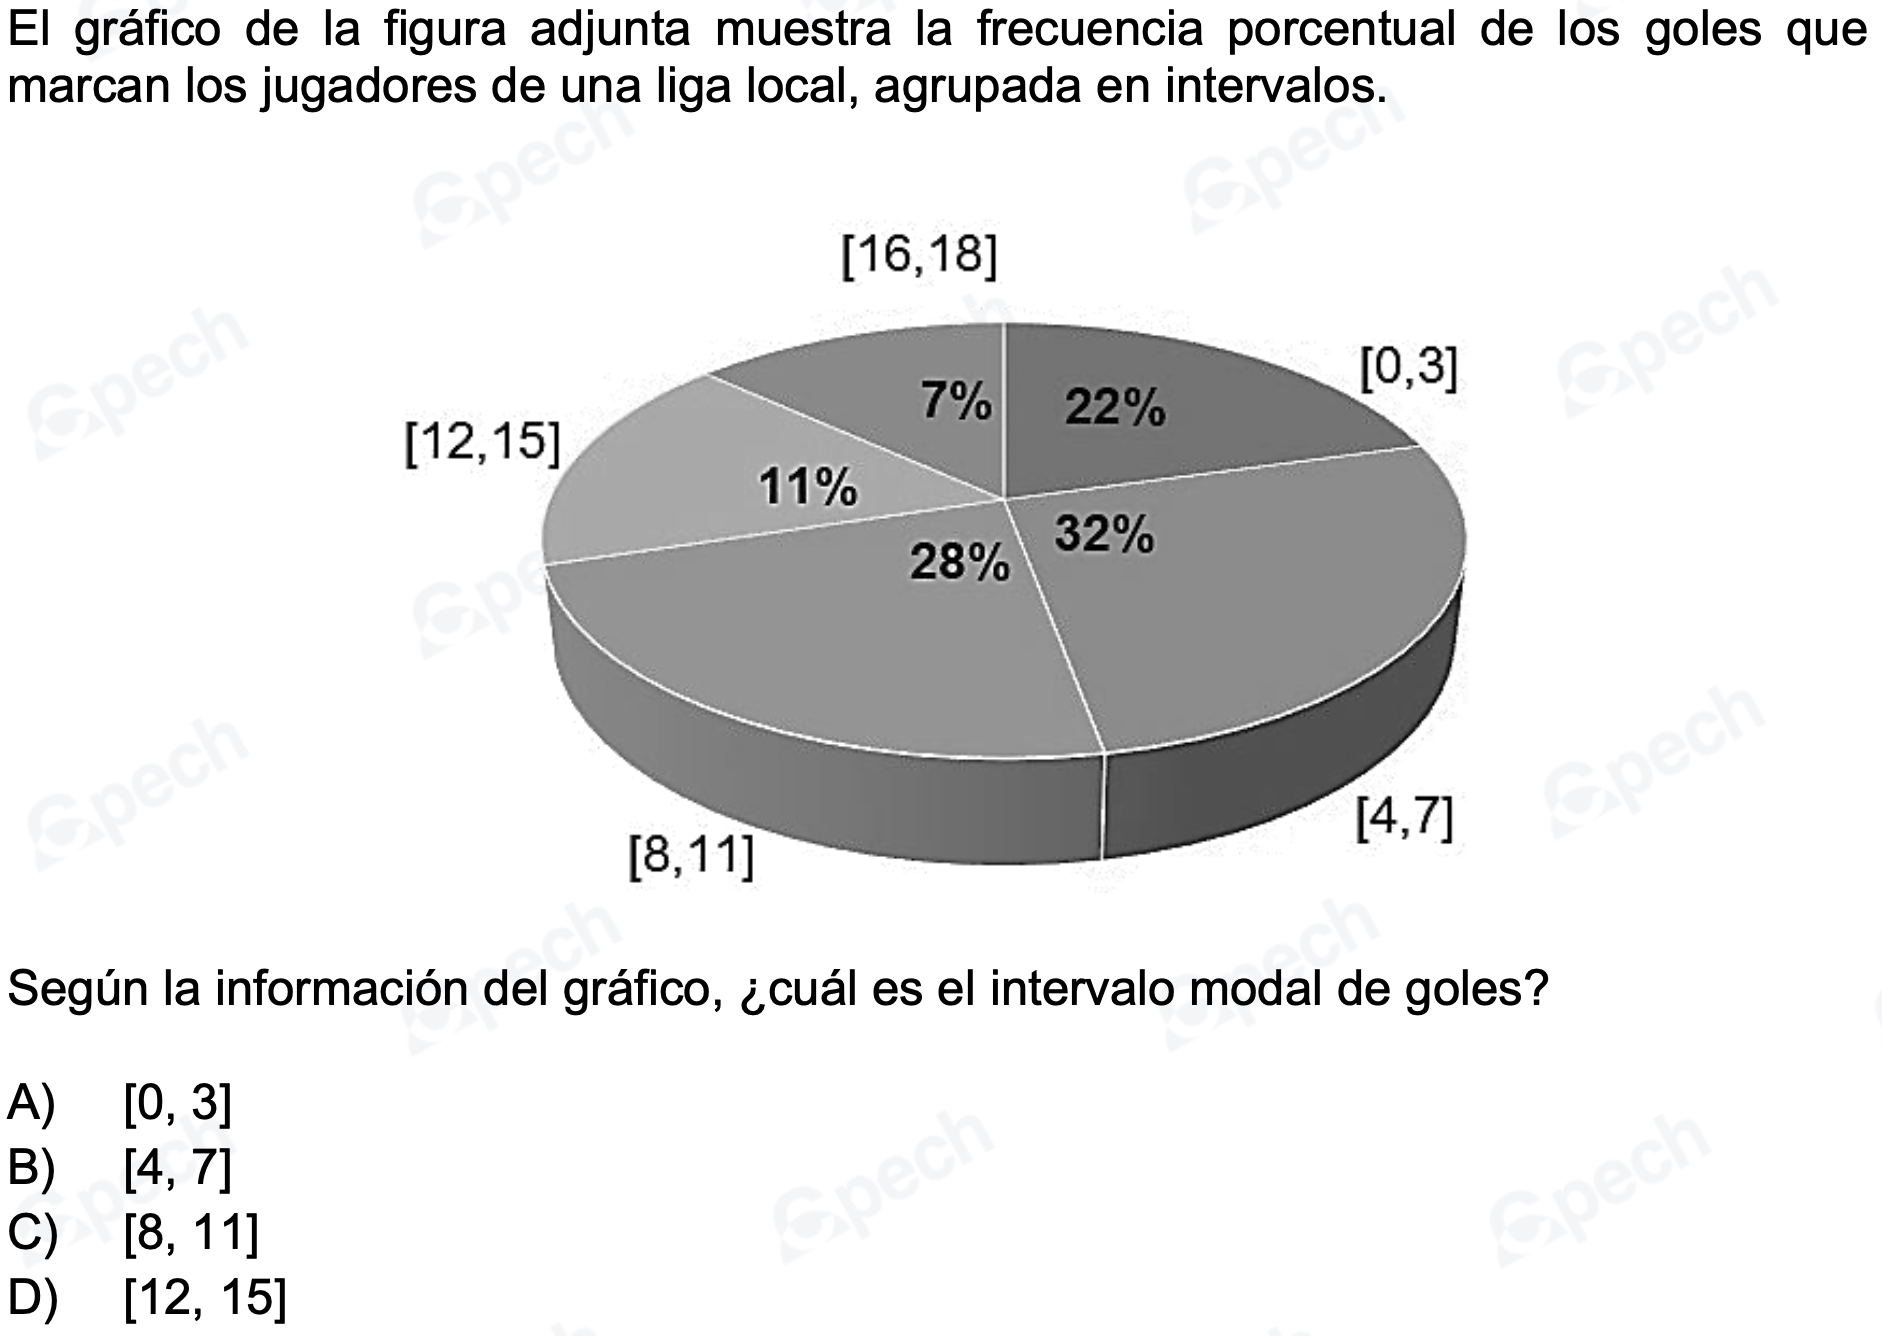 El gráfico de la figura adjunta muestra la frecuencia porcentual de los goles que
marcan los jugadores de una liga local, agrupada en intervalos.
[16,18]
[0,3]
7%
22%
[12,15]
11%
32%
28%
[4,7]
[8,11]
Según la información del gráfico, ¿cuál es el intervalo modal de goles?
A) [0, 3]
B) [4, 7]
C) [8, 11]
D) [12, 15]